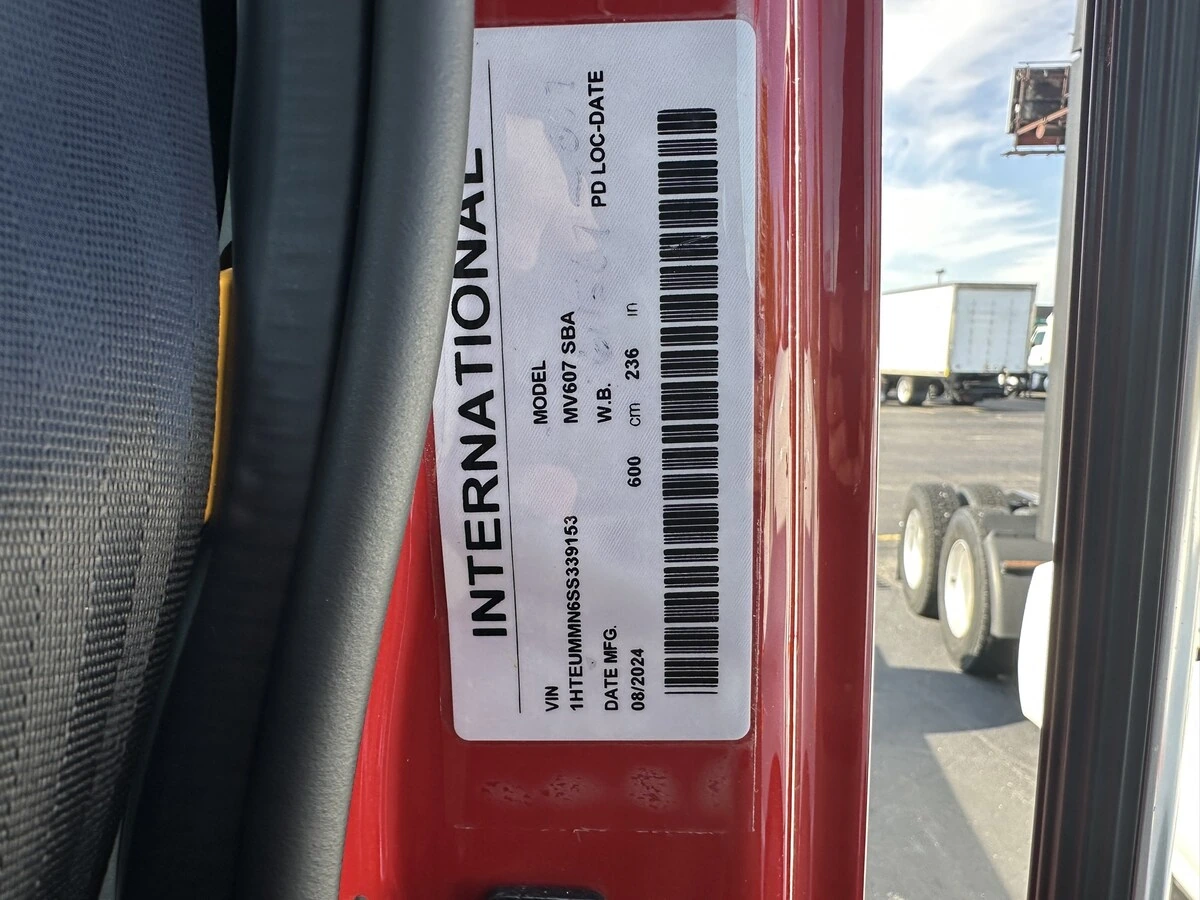 INTERNATIONAL
VIN
1HTEUMMN6SS339153
MODEL
MV607 SBA
DATE MFG.
08/2024
W.B.
600 cm 236 in
PD LOC-DATE